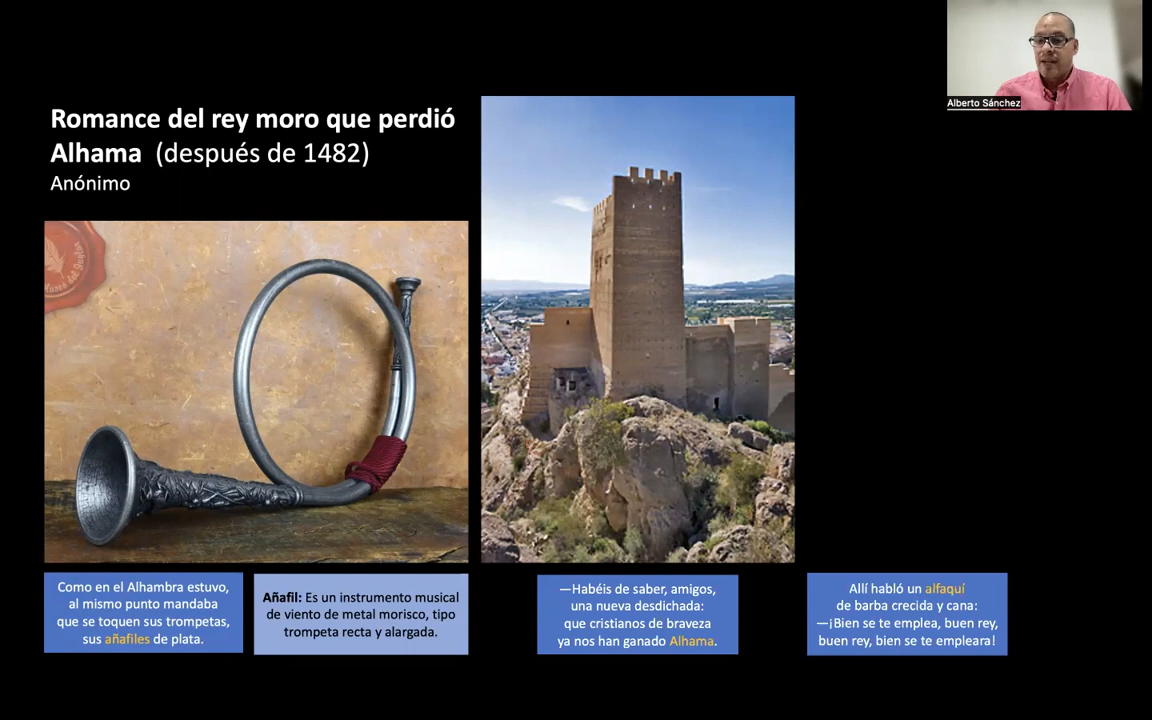 Alberto Sánchez
Romance del rey moro que perdió
Alhama (después de 1482)
Anónimo
Como en el Alhambra estuvo,
al mismo punto mandaba
que se toquen sus trompetas,
sus añafiles de plata.
Añafil: Es un instrumento musical
de viento de metal morisco, tipo
trompeta recta y alargada.
—Habéis de saber, amigos,
una nueva desdichada:
que cristianos de braveza
ya nos han ganado Alhama.
Allí habló un alfaquí
de barba crecida y cana:
—¡Bien se te emplea, buen rey,
buen rey, bien se te empleara!